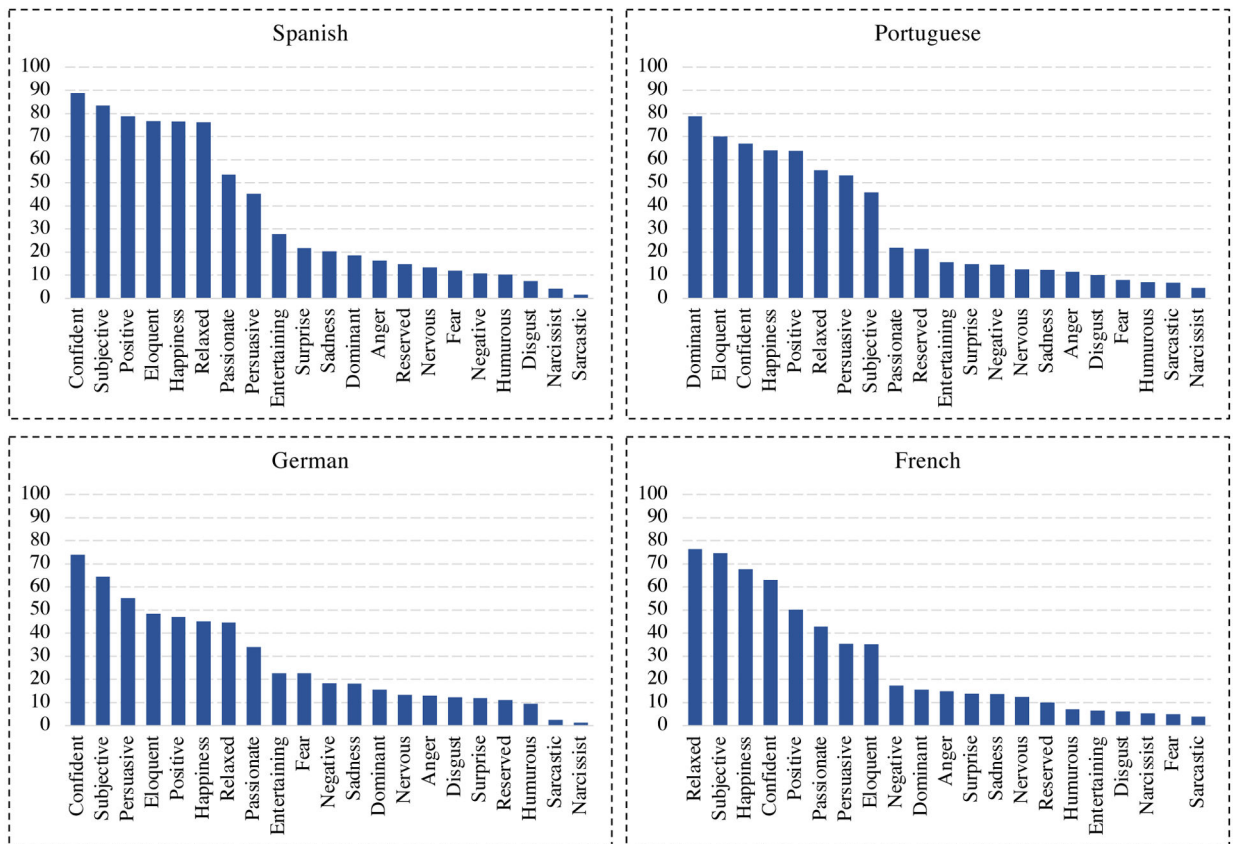 Spanish
100
90
80
70
60
50
40
30
20
10
0
Confident
Subjective
Positive
Eloquent
Happiness
Relaxed
Passionate
Persuasive
Entertaining
Surprise
Sadness
Dominant
Anger
Reserved
Nervous
Fear
Negative
Humurous
Disgust
Narcissist
Sarcastic
Portuguese
100
90
80
70
60
50
40
30
20
10
0
Dominant
Eloquent
Confident
Happiness
Positive
Relaxed
Persuasive
Subjective
Passionate
Reserved
Entertaining
Surprise
Negative
Nervous
Sadness
Anger
Disgust
Fear
Humurous
Sarcastic
Narcissist
German
100
90
80
70
60
50
40
30
20
10
0
Confident
Subjective
Persuasive
Eloquent
Positive
Happiness
Relaxed
Passionate
Entertaining
Fear
Negative
Sadness
Dominant
Nervous
Anger
Disgust
Surprise
Reserved
Humurous
Sarcastic
Narcissist
French
100
90
80
70
60
50
40
30
20
10
0
Relaxed
Subjective
Happiness
Confident
Positive
Passionate
Persuasive
Eloquent
Negative
Dominant
Anger
Surprise
Sadness
Nervous
Reserved
Humurous
Entertaining
Disgust
Narcissist
Fear
Sarcastic